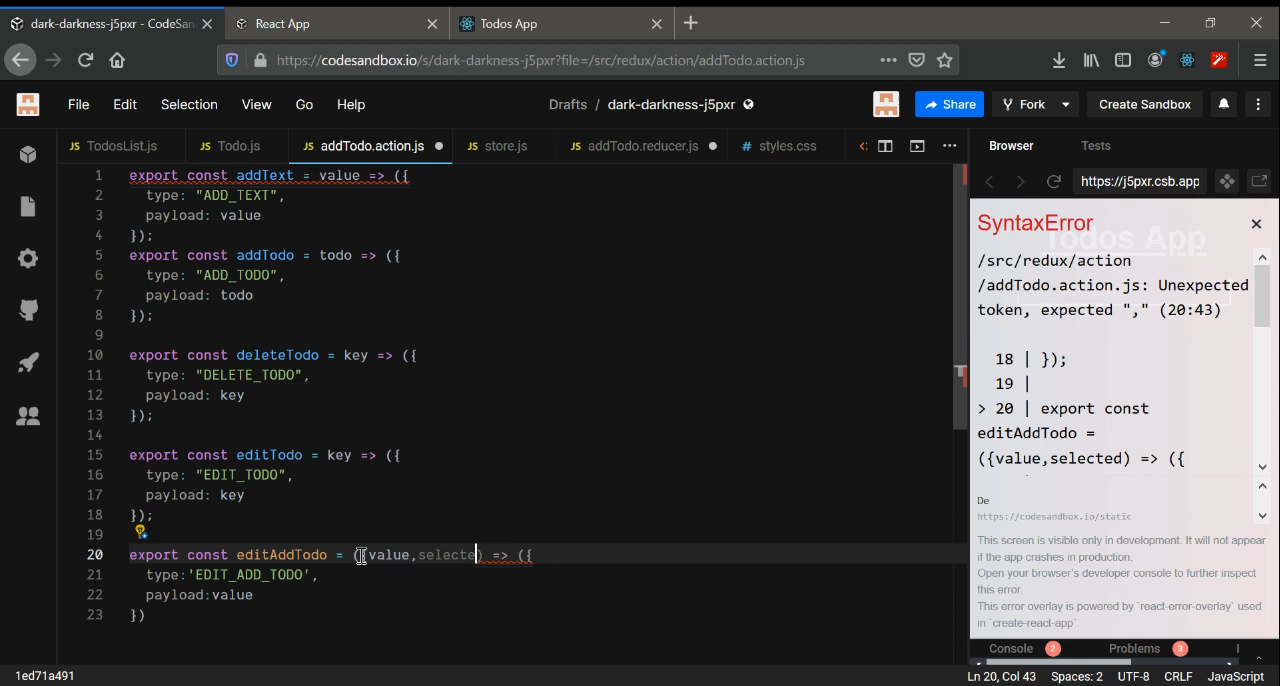 dark-darkness-j5pxr - CodeSan
React App
Todos App
https://codesandbox.io/s/dark-darkness-j5pxr?file=/src/redux/action/addTodo.action.js
File Edit Selection View Go Help
Drafts / dark-darkness-j5pxr
Share
Fork
Create Sandbox
JS TodosList.js
JS Todo.js
JS addTodo.action.js
JS store.js
JS addTodo.reducer.js
# styles.css
Browser
Tests
https://j5pxr.csb.app
1 export const addText = value => ({
2 type: "ADD_TEXT",
3 payload: value
4 });
5 export const addTodo = todo => ({
6 type: "ADD_TODO",
7 payload: todo
8 });
9
10 export const deleteTodo = key => ({
11 type: "DELETE_TODO",
12 payload: key
13 });
14
15 export const editTodo = key => ({
16 type: "EDIT_TODO",
17 payload: key
18 });
19
20 export const editAddTodo = ({value,selecte) => ({
21 type:'EDIT_ADD_TODO',
22 payload:value
23 })
Todos App
SyntaxError
/src/redux/action
/addTodo.action.js: Unexpected
token, expected "," (20:43)
18 | });
19 |
> 20 | export const
editAddTodo =
({value,selected) => ({
De
https://codesandbox.io/static
This screen is visible only in development. It will not appear
if the app crashes in production.
Open your browser's developer console to further inspect
this error.
This error overlay is powered by `react-error-overlay` used
in `create-react-app`.
Console 2
Problems 3
1ed71a491
Ln 20, Col 43 Spaces: 2 UTF-8 CRLF JavaScript